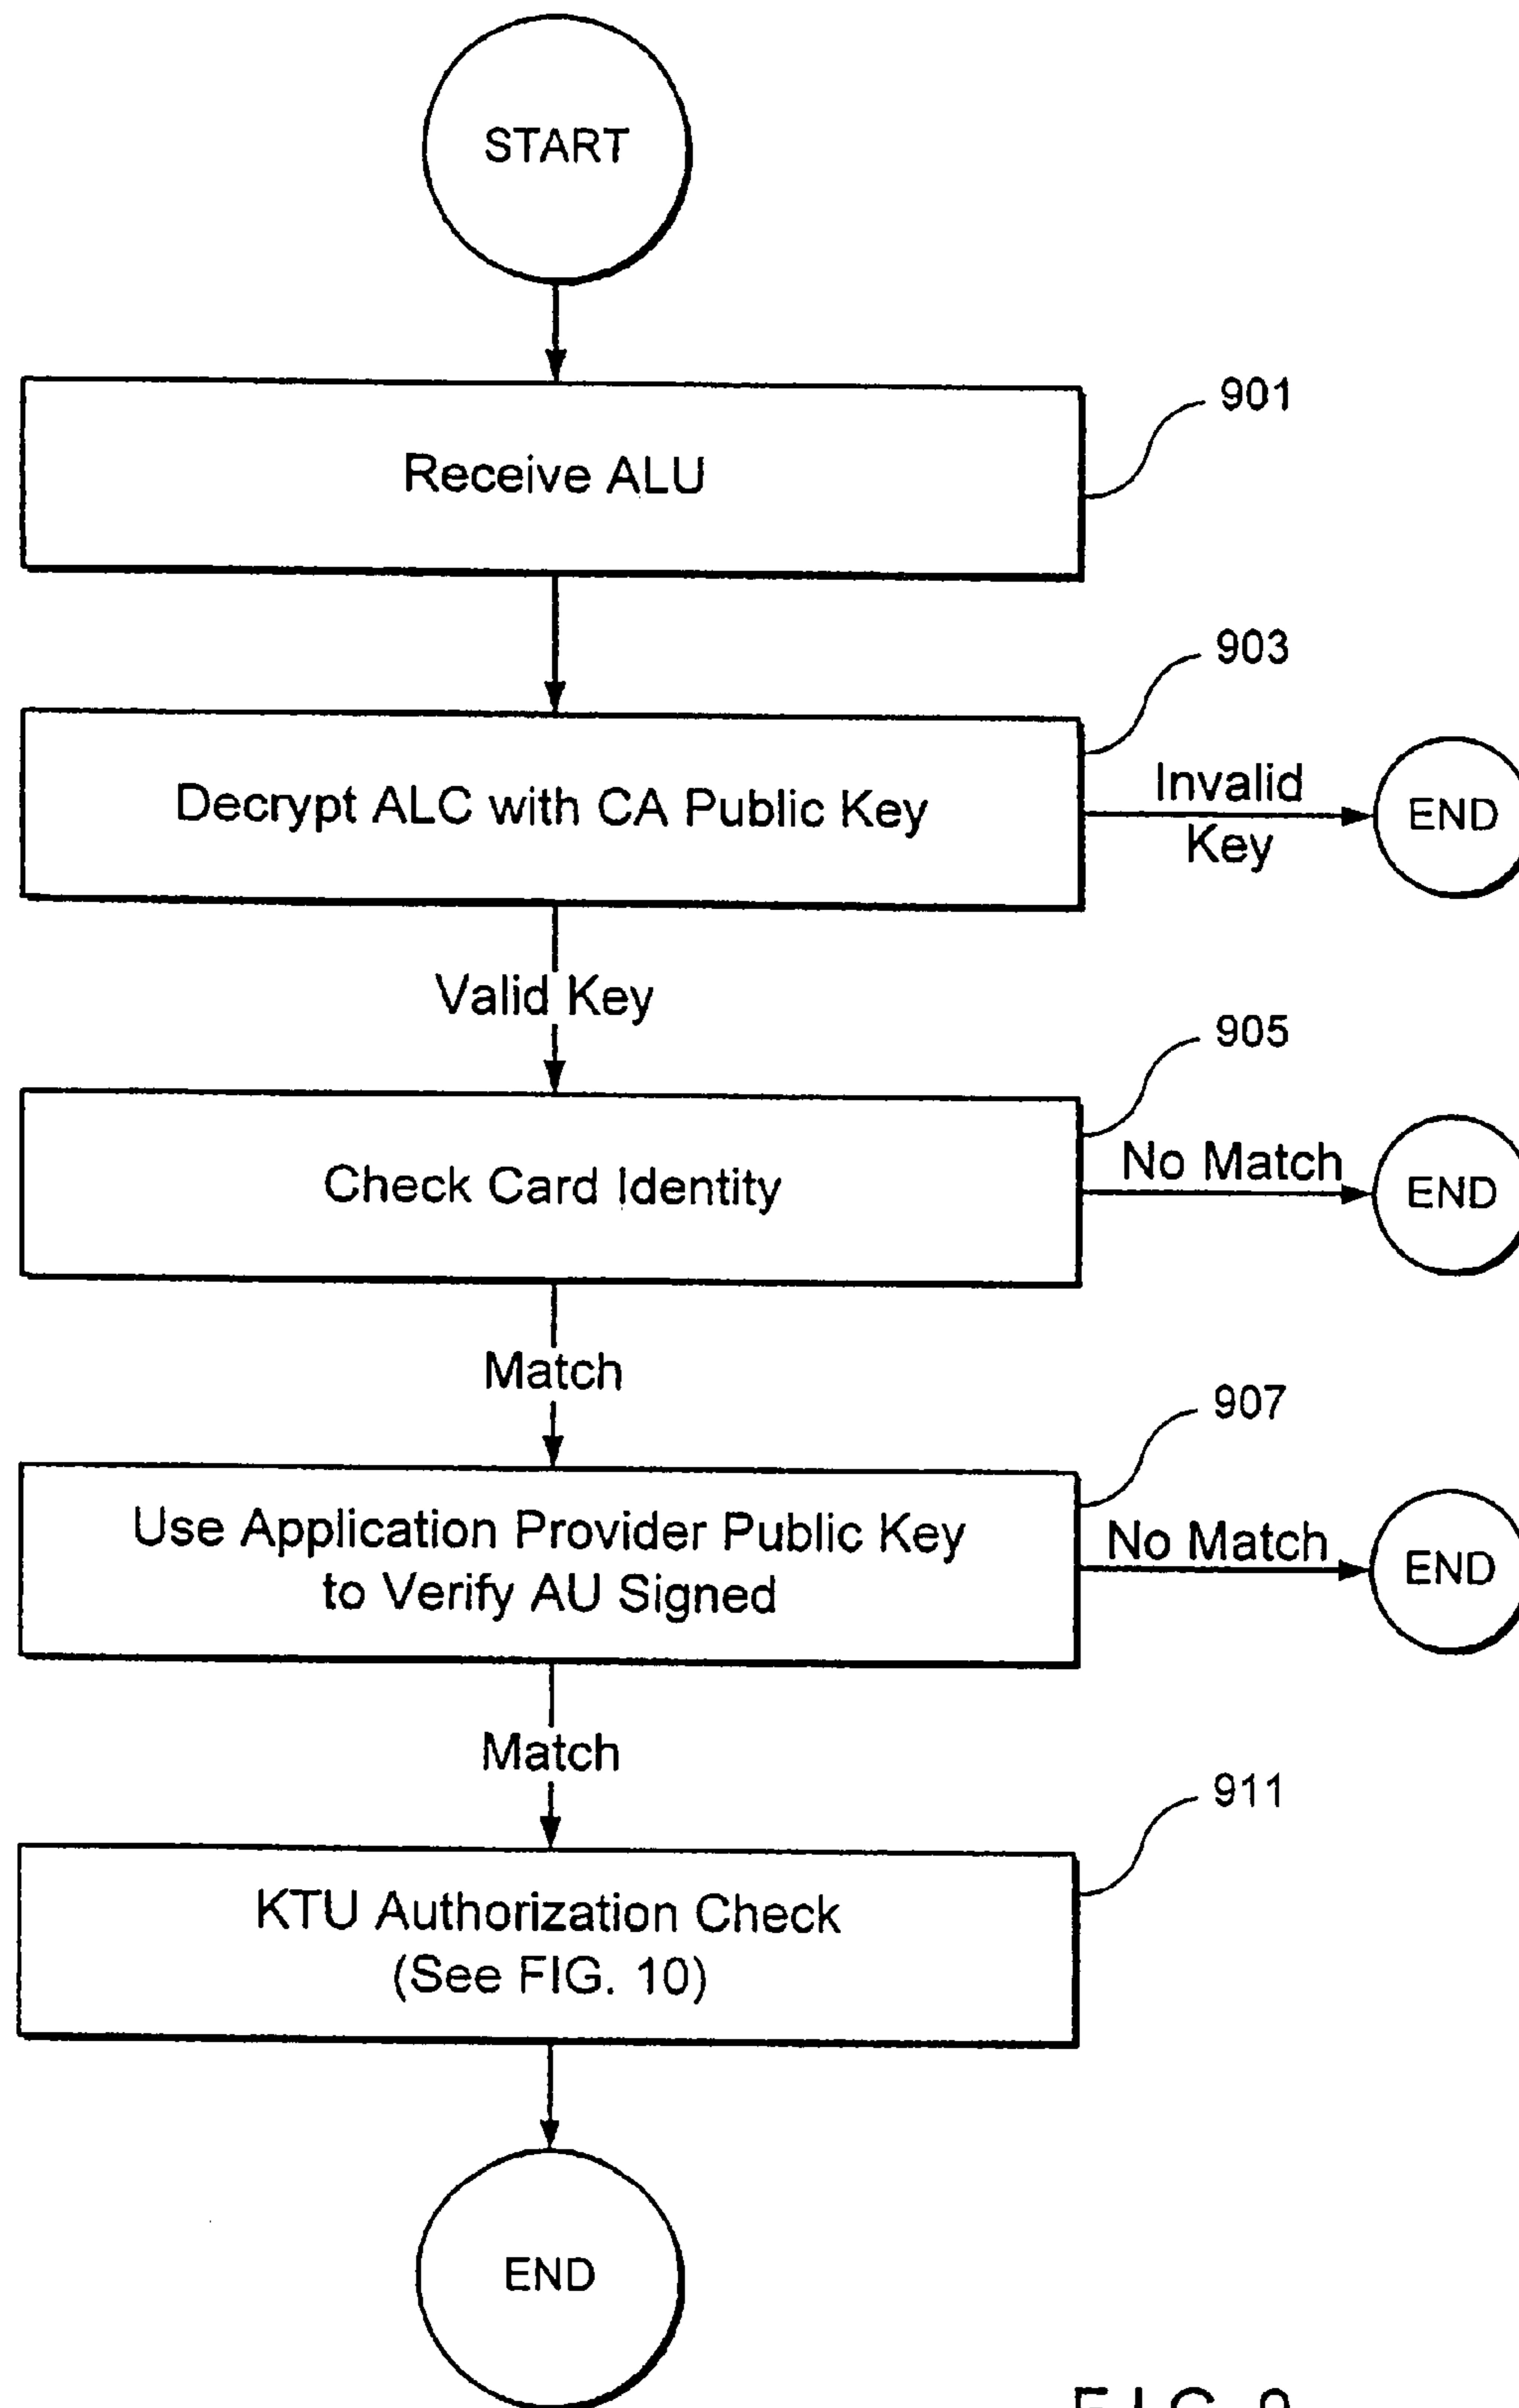 START
901
Receive ALU
903
Decrypt ALC with CA Public Key
Invalid
Key
END
Valid Key
905
Check Card Identity
No Match
END
Match
907
Use Application Provider Public Key
to Verify AU Signed
No Match
END
Match
911
KTU Authorization Check
(See FIG. 10)
END